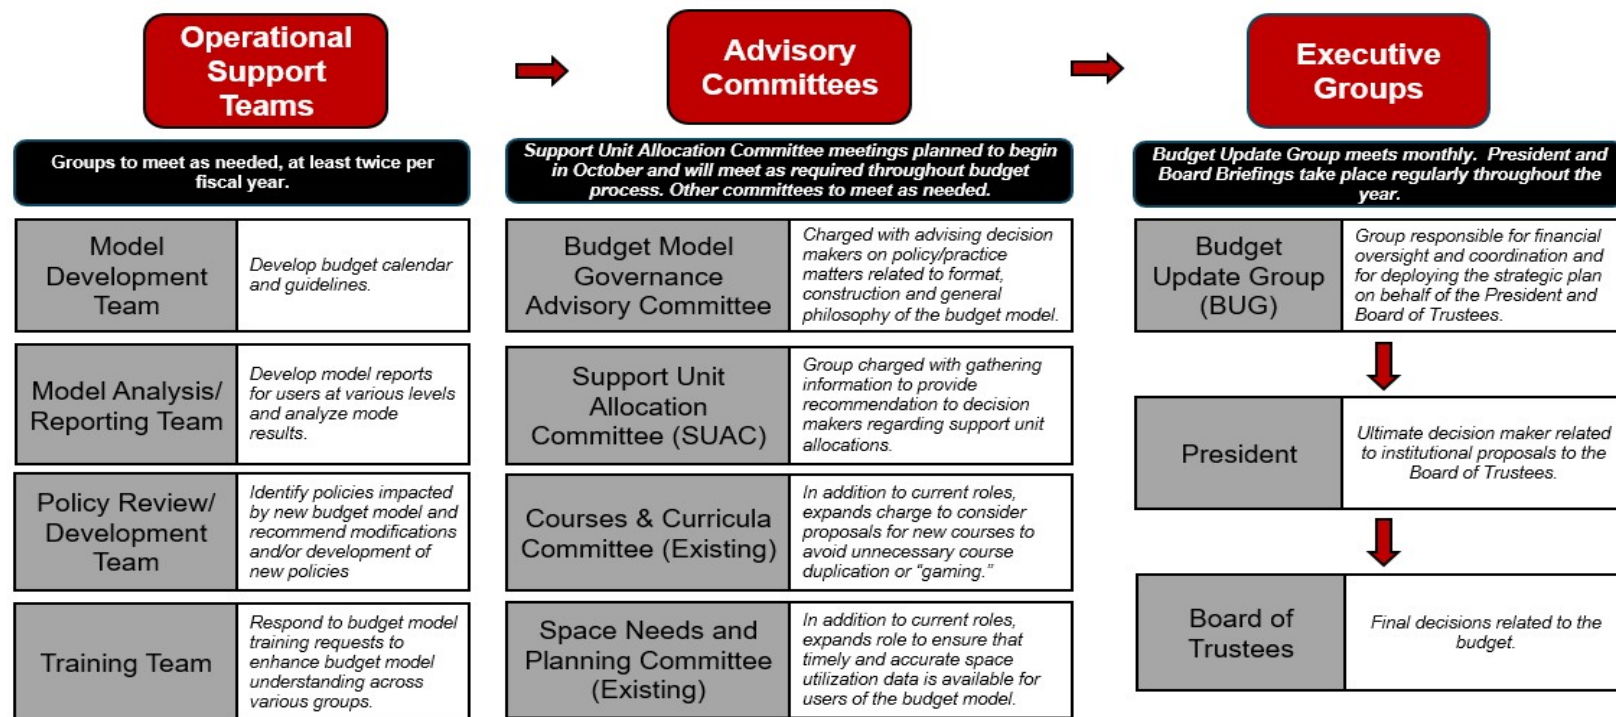 Operational
Support
Teams
Advisory
Committees
Executive
Groups
Groups to meet as needed, at least twice per
fiscal year.
Support Unit Allocation Committee meetings planned to begin
in October and will meet as required throughout budget
process. Other committees to meet as needed.
Budget Update Group meets monthly. President and
Board Briefings take place regularly throughout the
year.
Model
Development
Team
Develop budget calendar
and guidelines.
Model Analysis/
Reporting Team
Develop model reports
for users at various levels
and analyze mode
results.
Policy Review/
Development
Team
Identify policies impacted
by new budget model and
recommend modifications
and/or development of
new policies
Training Team
Respond to budget model
training requests to
enhance budget model
understanding across
various groups.
Budget Model
Governance
Advisory Committee
Charged with advising decision
makers on policy/practice
matters related to format,
construction and general
philosophy of the budget model.
Support Unit
Allocation
Committee (SUAC)
Group charged with gathering
information to provide
recommendation to decision
makers regarding support unit
allocations.
Courses & Curricula
Committee (Existing)
In addition to current roles,
expands charge to consider
proposals for new courses to
avoid unnecessary course
duplication or “gaming.”
Space Needs and
Planning Committee
(Existing)
In addition to current roles,
expands role to ensure that
timely and accurate space
utilization data is available for
users of the budget model.
Budget
Update Group
(BUG)
Group responsible for financial
oversight and coordination and
for deploying the strategic plan
on behalf of the President and
Board of Trustees.
President
Ultimate decision maker related
to institutional proposals to the
Board of Trustees.
Board of
Trustees
Final decisions related to the
budget.